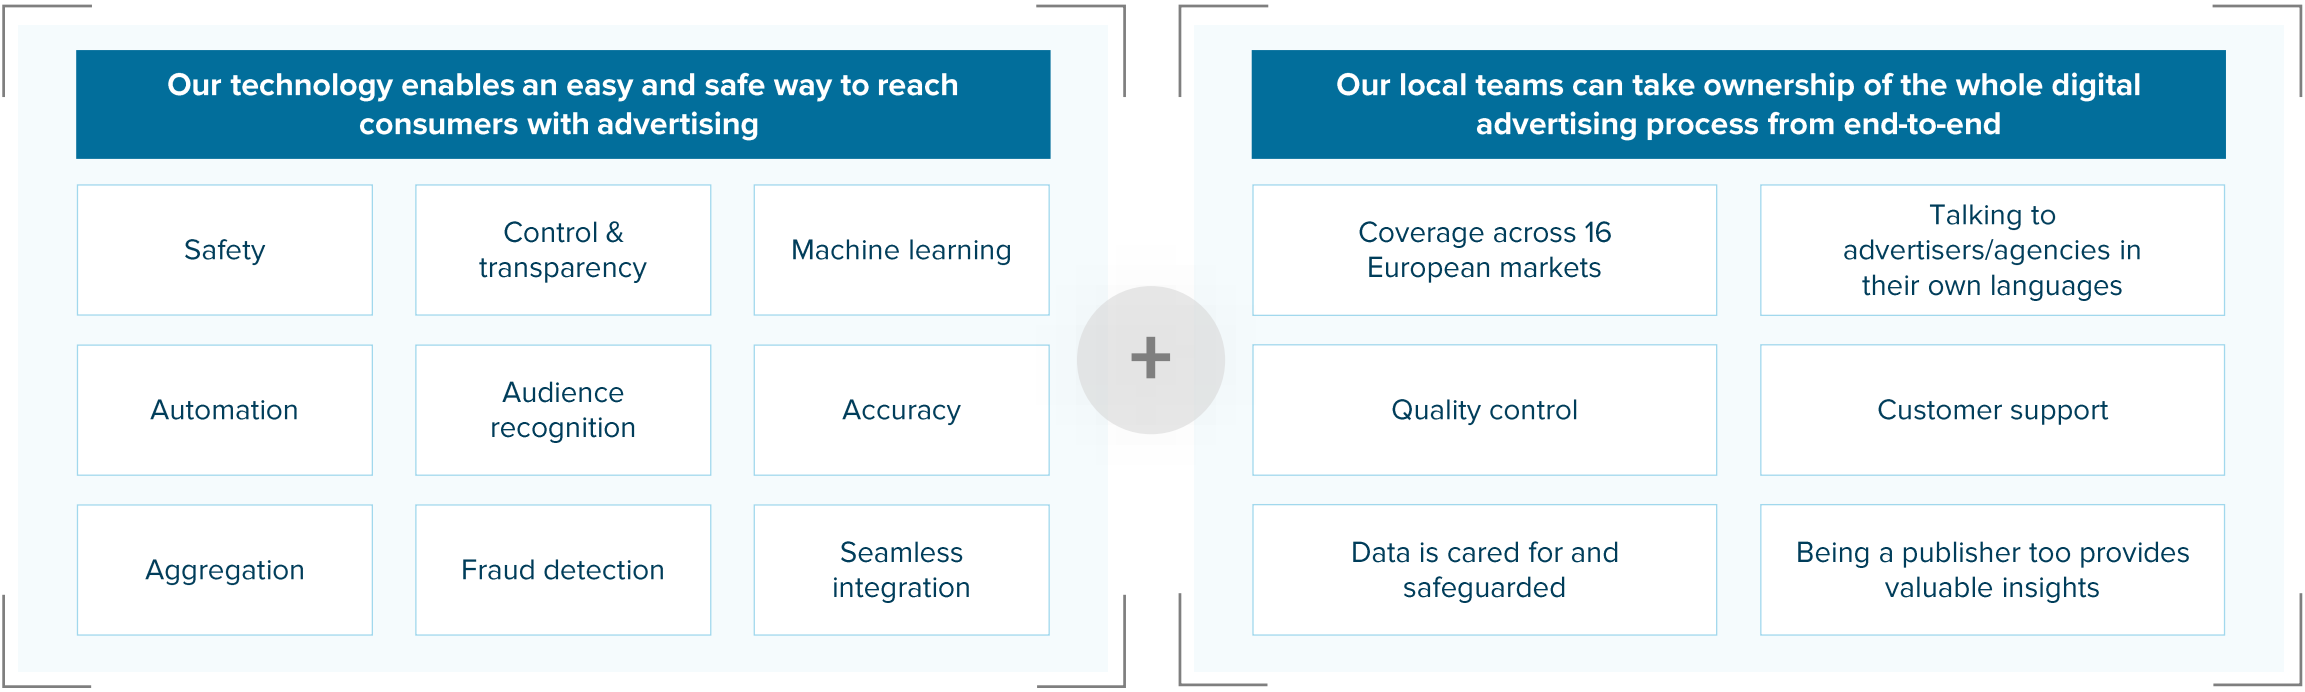 Our technology enables an easy and safe way to reach
consumers with advertising
Safety
Control &
transparency
Machine learning
Automation
Audience
recognition
Accuracy
Aggregation
Fraud detection
Seamless
integration
+
Our local teams can take ownership of the whole digital
advertising process from end-to-end
Coverage across 16
European markets
Talking to
advertisers/agencies in
their own languages
Quality control
Customer support
Data is cared for and
safeguarded
Being a publisher too provides
valuable insights